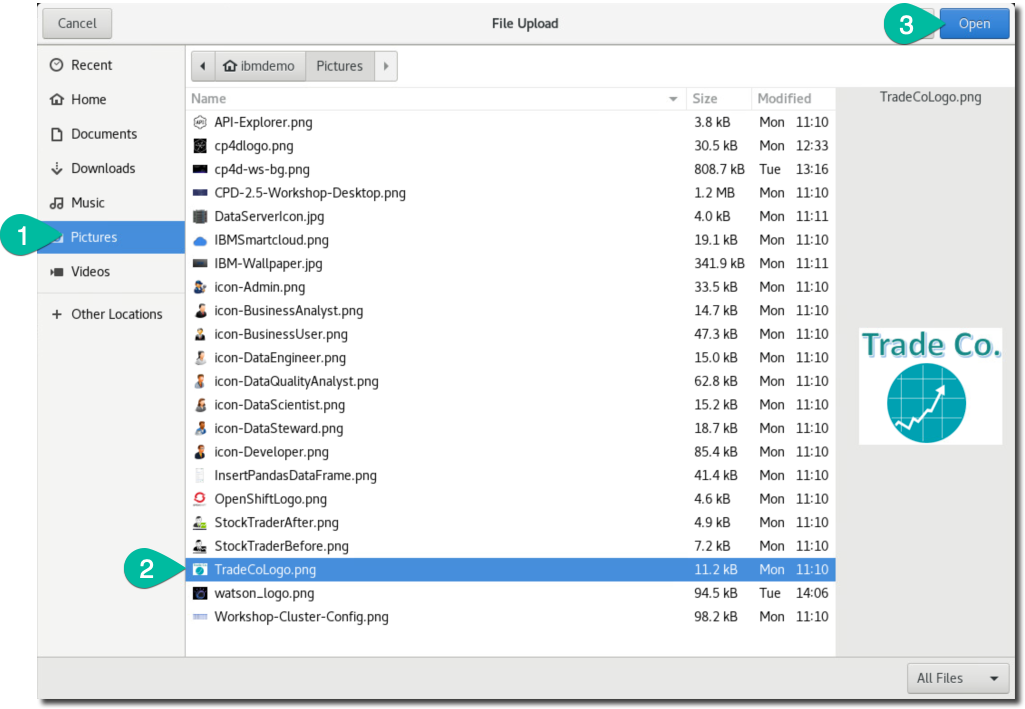 Cancel File Upload 3 Open
Recent
Home
Documents
Downloads
Music
1 Pictures
Videos
+ Other Locations
ibmdemo Pictures
Name Size Modified
API-Explorer.png 3.8 kB Mon 11:10
cp4dlogo.png 30.5 kB Mon 12:33
cp4d-ws-bg.png 808.7 kB Tue 13:16
CPD-2.5-Workshop-Desktop.png 1.2 MB Mon 11:10
DataServerIcon.jpg 4.0 kB Mon 11:11
IBMSmartcloud.png 19.1 kB Mon 11:10
IBM-Wallpaper.jpg 341.9 kB Mon 11:11
icon-Admin.png 33.5 kB Mon 11:10
icon-BusinessAnalyst.png 14.7 kB Mon 11:10
icon-BusinessUser.png 47.3 kB Mon 11:10
icon-DataEngineer.png 15.0 kB Mon 11:10
icon-DataQualityAnalyst.png 62.8 kB Mon 11:10
icon-DataScientist.png 15.2 kB Mon 11:10
icon-DataSteward.png 18.7 kB Mon 11:10
icon-Developer.png 85.4 kB Mon 11:10
InsertPandasDataFrame.png 41.4 kB Mon 11:10
OpenShiftLogo.png 4.6 kB Mon 11:10
StockTraderAfter.png 4.9 kB Mon 11:10
StockTraderBefore.png 7.2 kB Mon 11:10
2 TradeCoLogo.png 11.2 kB Mon 11:10
watson_logo.png 94.5 kB Tue 14:06
Workshop-Cluster-Config.png 98.2 kB Mon 11:10
TradeCoLogo.png
Trade Co.
All Files